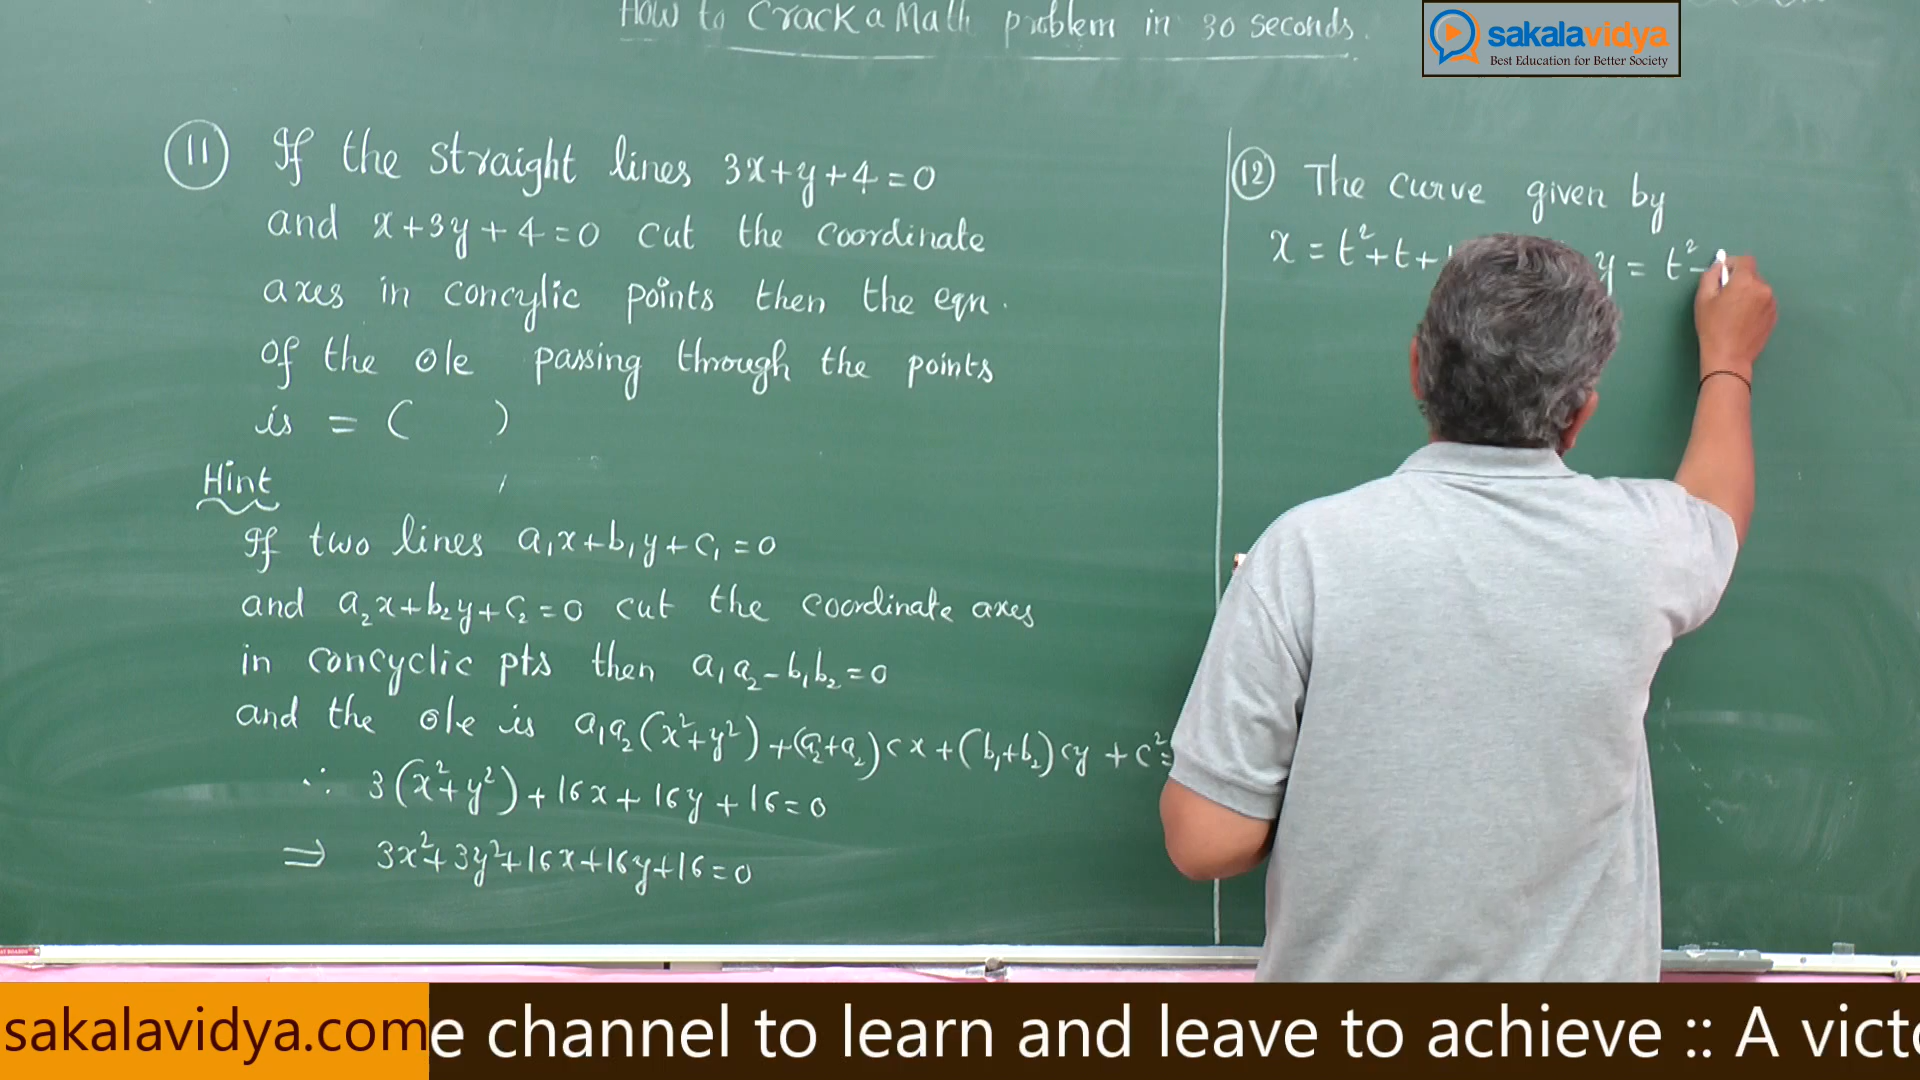 How to Crack a Math problem in 30 seconds.
sakalavidya
Best Education for Better Society
11 If the straight lines 3x+y+4=0
and x+3y+4=0 cut the coordinate
axes in concylic points then the eqn.
of the ⊙le passing through the points
is = ( )
Hint
If two lines a₁x+b₁y+c₁=0
and a₂x+b₂y+c₂=0 cut the coordinate axes
in concyclic pts then a₁a₂-b₁b₂=0
and the ⊙le is a₁a₂(x²+y²)+(a₂+a₂)cx+(b₁+b₂)cy+c²=
∴ 3(x²+y²)+16x+16y+16=0
⇒ 3x²+3y²+16x+16y+16=0
12 The curve given by
x=t²+t+ y=t²-
sakalavidya.com e channel to learn and leave to achieve :: A victo